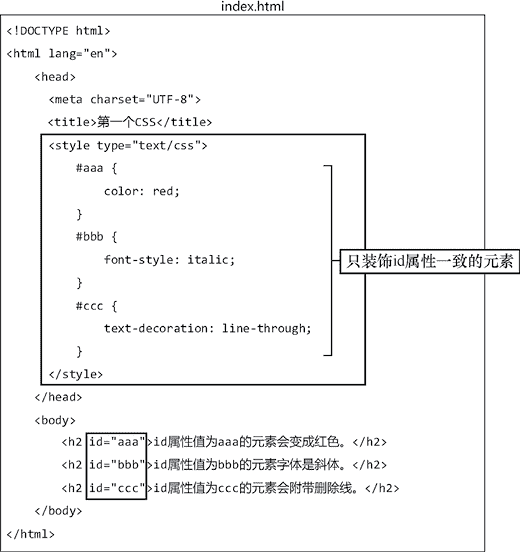 index.html
<!DOCTYPE html>
<html lang="en">
<head>
<meta charset="UTF-8">
<title>第一个CSS</title>
<style type="text/css">
#aaa {
color: red;
}
#bbb {
font-style: italic;
}
只装饰id属性一致的元素
#ccc {
text-decoration: line-through;
}
</style>
</head>
<body>
<h2 id="aaa">id属性值为aaa的元素会变成红色。</h2>
<h2 id="bbb">id属性值为bbb的元素字体是斜体。</h2>
<h2 id="ccc">id属性值为ccc的元素会附带删除线。</h2>
</body>
</html>